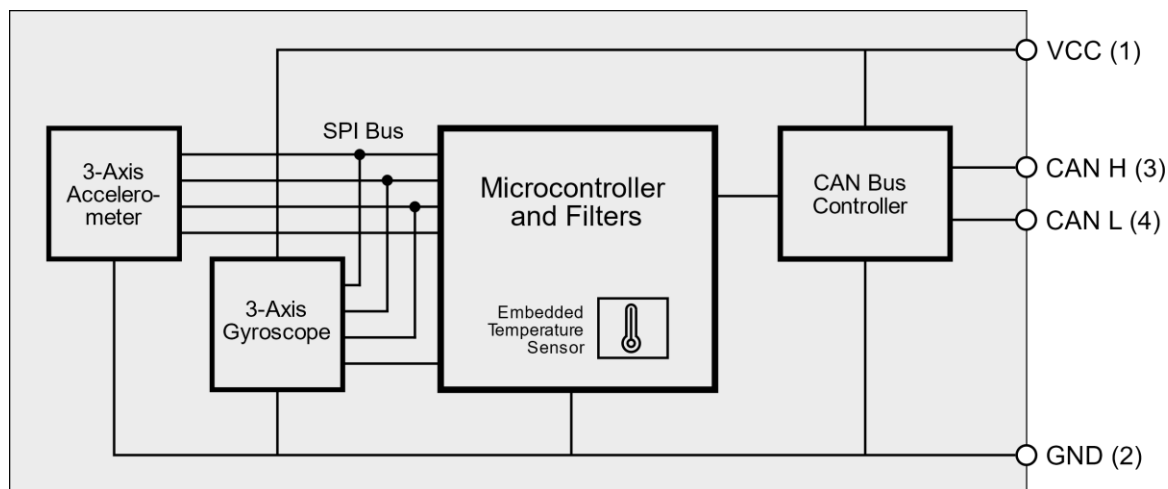 VCC (1)
SPI Bus
3-Axis
Accelero-
meter
Microcontroller
and Filters
CAN Bus
Controller
CAN H (3)
CAN L (4)
3-Axis
Gyroscope
Embedded
Temperature
Sensor
GND (2)